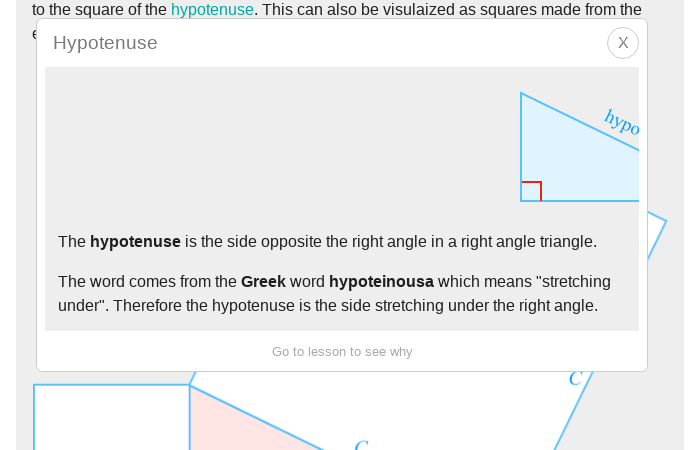 to the square of the hypotenuse. This can also be visulaized as squares made from the
Hypotenuse
X
hypo
The hypotenuse is the side opposite the right angle in a right angle triangle.
The word comes from the Greek word hypoteinousa which means "stretching
under". Therefore the hypotenuse is the side stretching under the right angle.
Go to lesson to see why
C
C